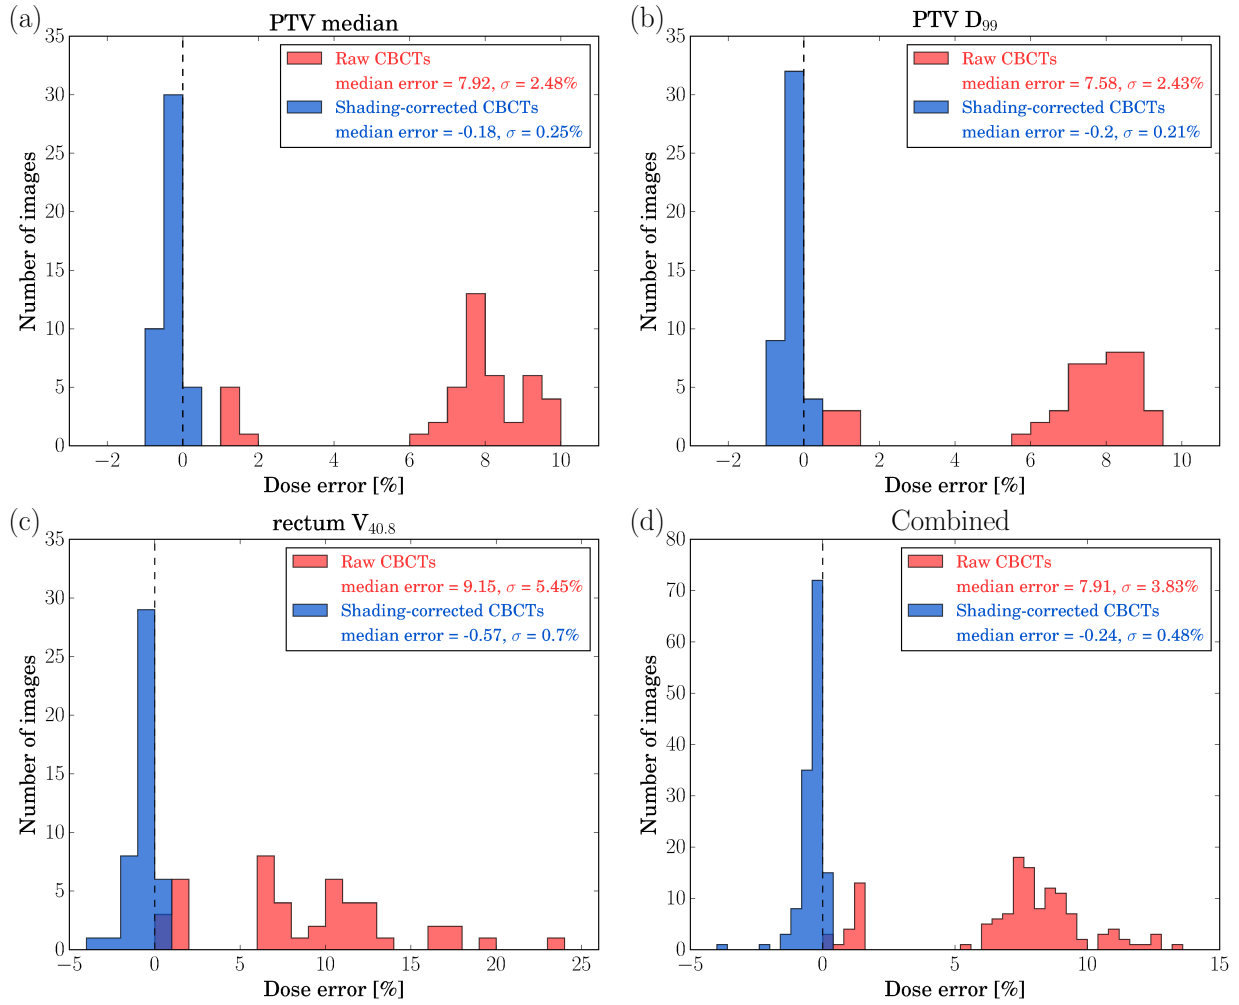 (a)
PTV median
35
30
25
20
15
10
5
0
Number of images
Raw CBCTs
median error = 7.92, σ = 2.48%
Shading-corrected CBCTs
median error = -0.18, σ = 0.25%
−2 0 2 4 6 8 10
Dose error [%]
(b)
PTV D₉₉
35
30
25
20
15
10
5
0
Number of images
Raw CBCTs
median error = 7.58, σ = 2.43%
Shading-corrected CBCTs
median error = -0.2, σ = 0.21%
−2 0 2 4 6 8 10
Dose error [%]
(c)
rectum V₄₀.₈
35
30
25
20
15
10
5
0
Number of images
Raw CBCTs
median error = 9.15, σ = 5.45%
Shading-corrected CBCTs
median error = -0.57, σ = 0.7%
−5 0 5 10 15 20 25
Dose error [%]
(d)
Combined
80
70
60
50
40
30
20
10
0
Number of images
Raw CBCTs
median error = 7.91, σ = 3.83%
Shading-corrected CBCTs
median error = -0.24, σ = 0.48%
−5 0 5 10 15
Dose error [%]